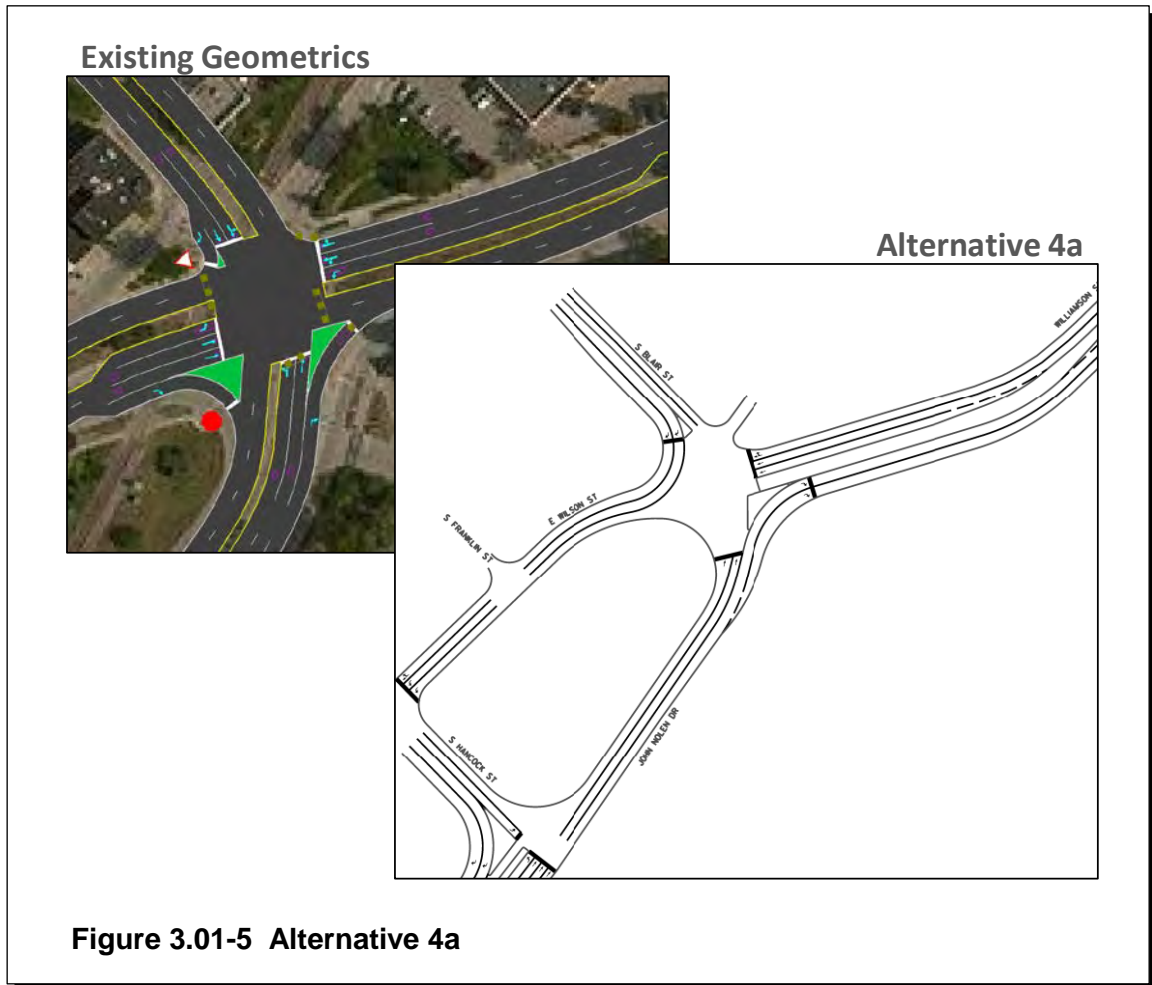 Existing Geometrics
Alternative 4a
WILLIAMSON
S BLAIR ST
E WILSON ST
S FRANKLIN ST
JOHN NOLEN DR
S HANCOCK ST
Figure 3.01-5 Alternative 4a